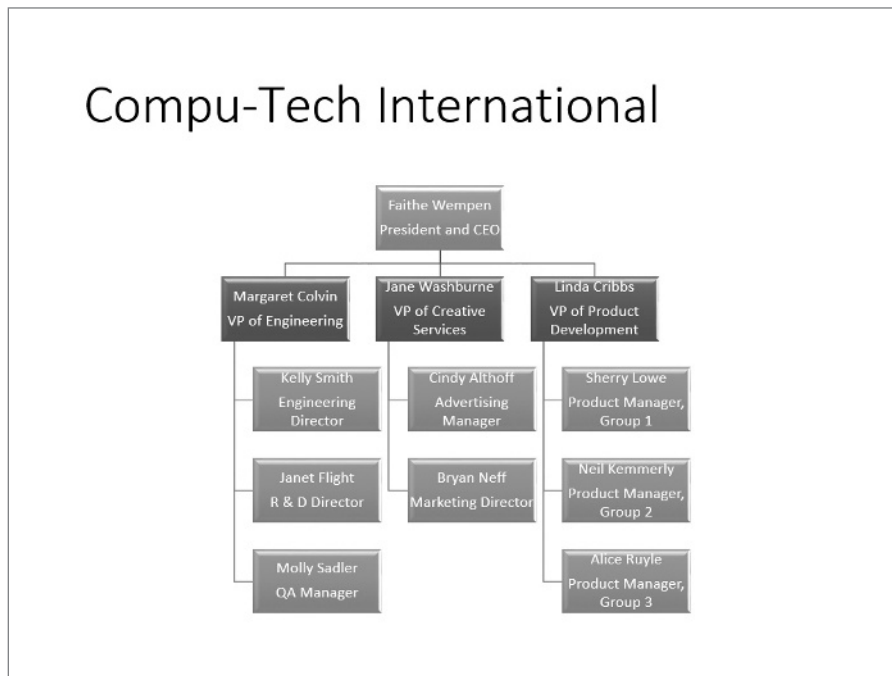 Compu-Tech International
Faithe Wempen
President and CEO
Margaret Colvin
VP of Engineering
Jane Washburne
VP of Creative
Services
Linda Cribbs
VP of Product
Development
Kelly Smith
Engineering
Director
Janet Flight
R & D Director
Molly Sadler
QA Manager
Cindy Althoff
Advertising
Manager
Bryan Neff
Marketing Director
Sherry Lowe
Product Manager,
Group 1
Neil Kemmerly
Product Manager,
Group 2
Alice Ruyle
Product Manager,
Group 3